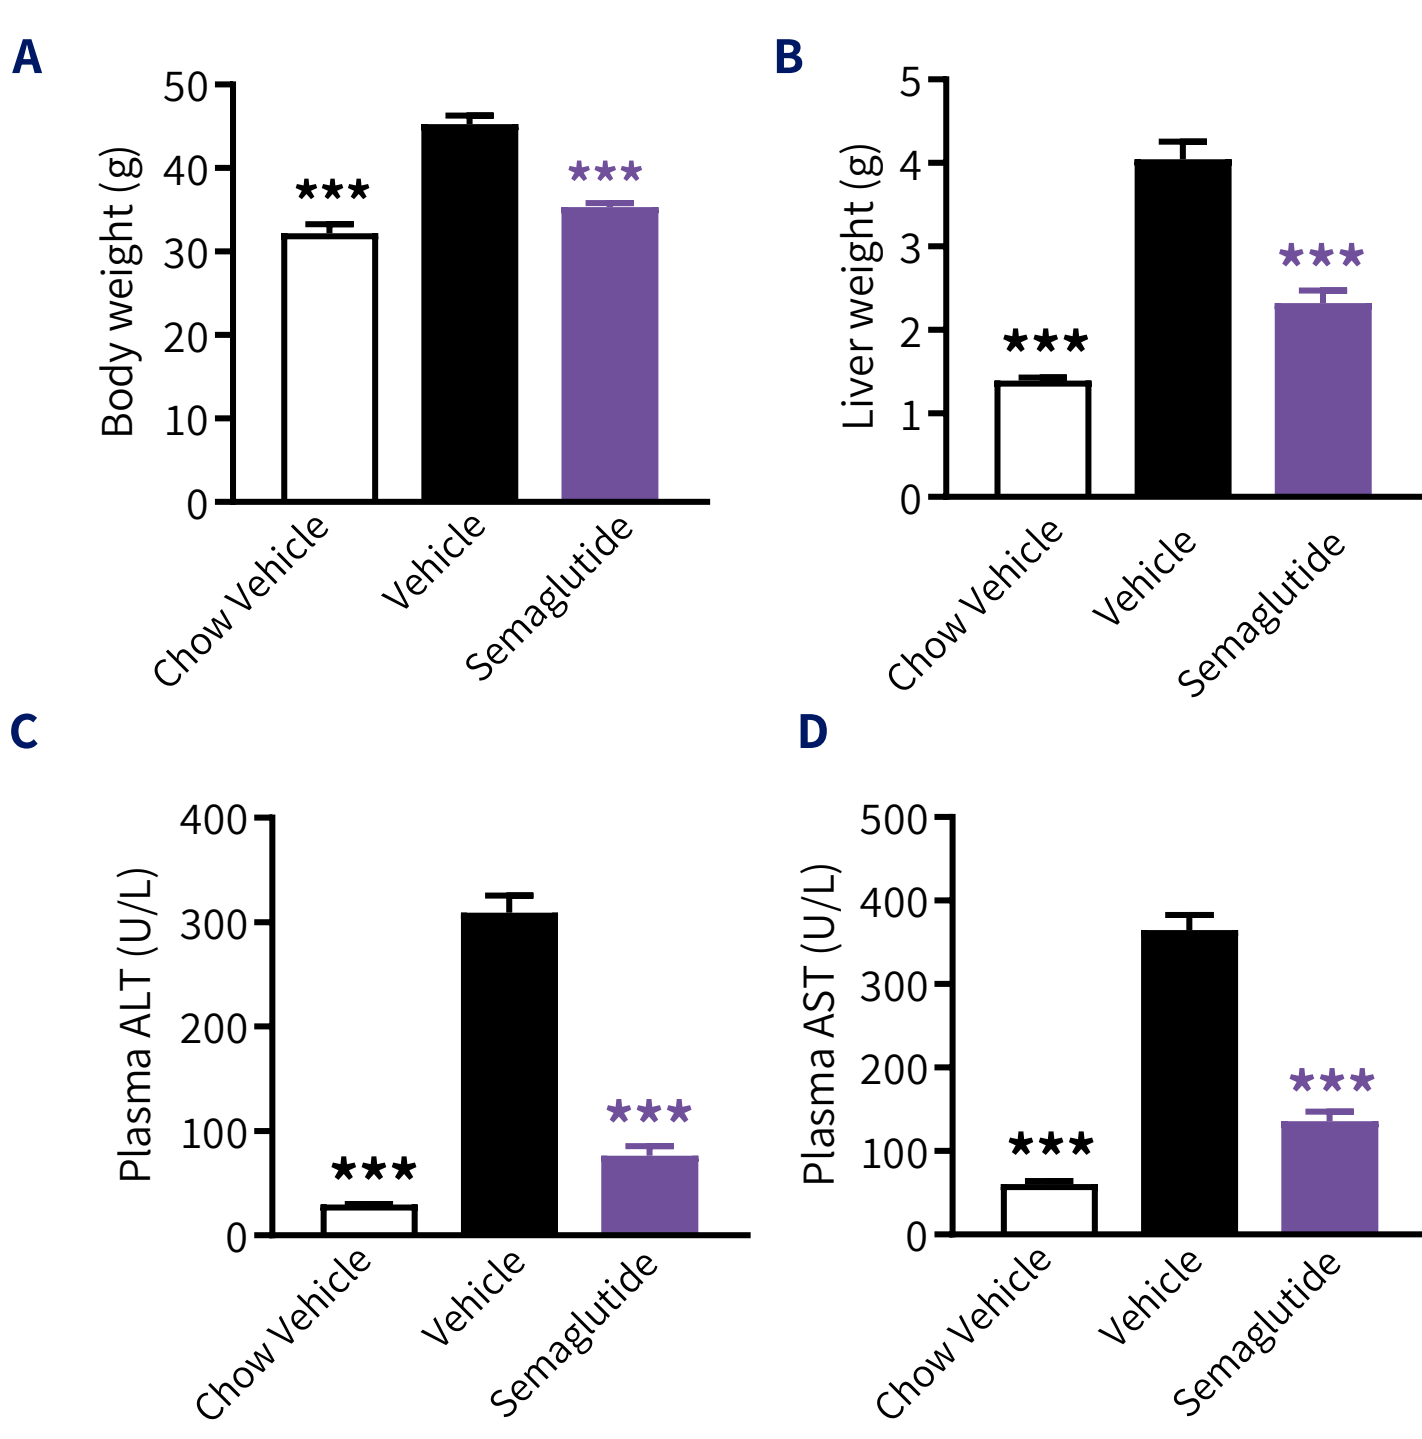 A
Body weight (g)
50
40
30
20
10
0
***
***
Chow Vehicle
Vehicle
Semaglutide
B
Liver weight (g)
5
4
3
2
1
0
***
***
Chow Vehicle
Vehicle
Semaglutide
C
Plasma ALT (U/L)
400
300
200
100
0
***
***
Chow Vehicle
Vehicle
Semaglutide
D
Plasma AST (U/L)
500
400
300
200
100
0
***
***
Chow Vehicle
Vehicle
Semaglutide